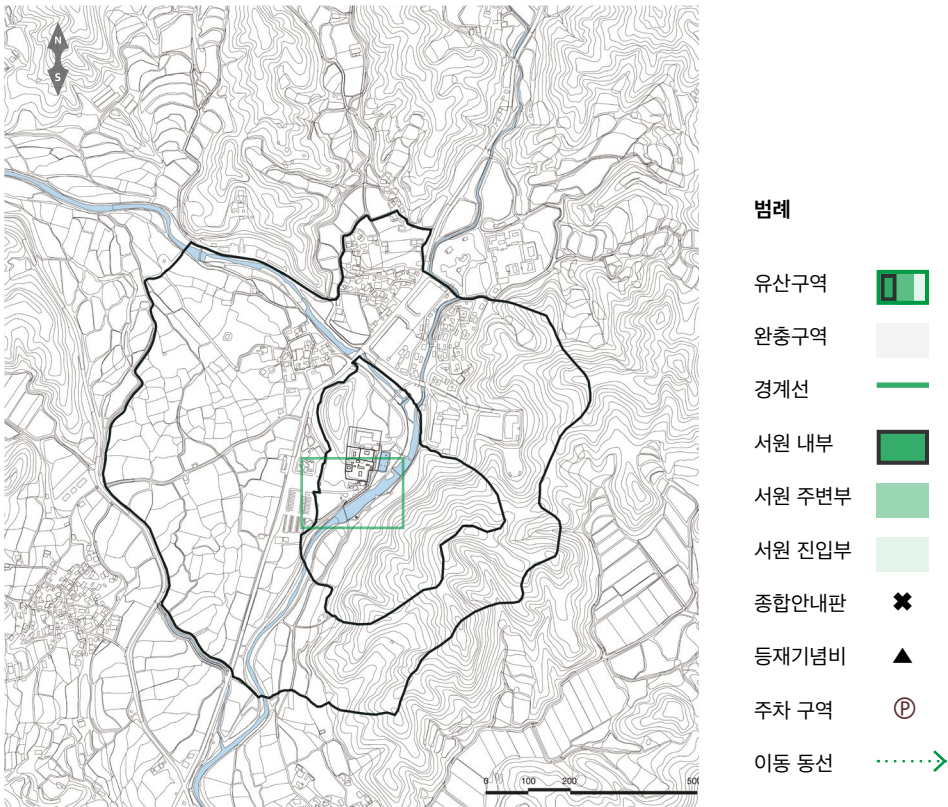 N
S
0 100 200 500
범례
유산구역
완충구역
경계선
서원 내부
서원 주변부
서원 진입부
종합안내판
등재기념비
주차 구역
P
이동 동선